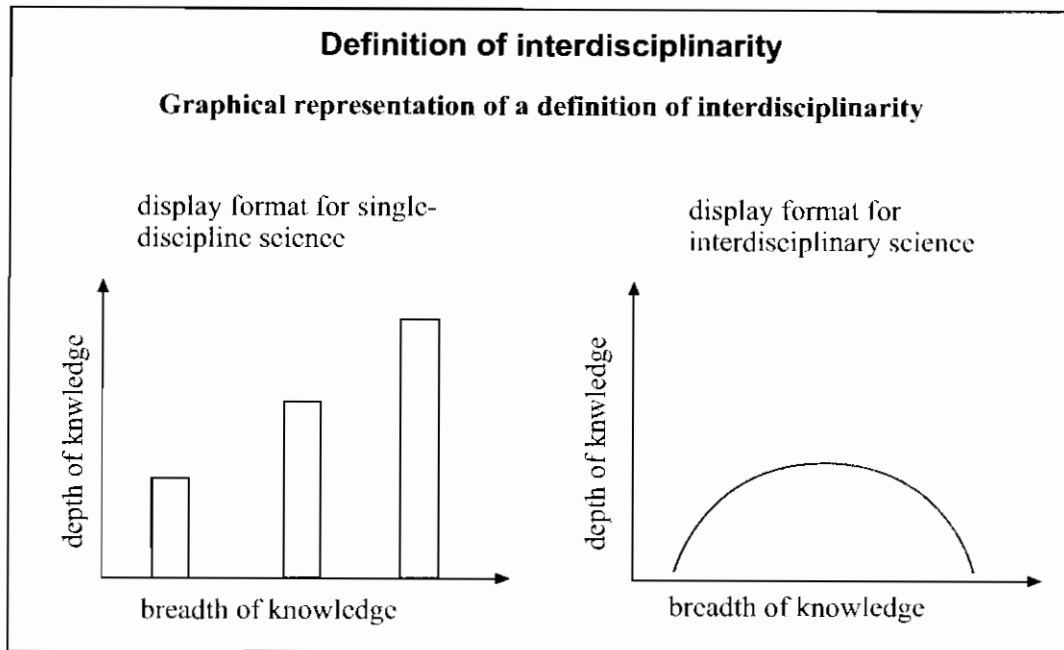 Definition of interdisciplinarity
Graphical representation of a definition of interdisciplinarity
display format for single-
discipline science
depth of knwledge
breadth of knowledge
display format for
interdisciplinary science
depth of knwledge
breadth of knowledge